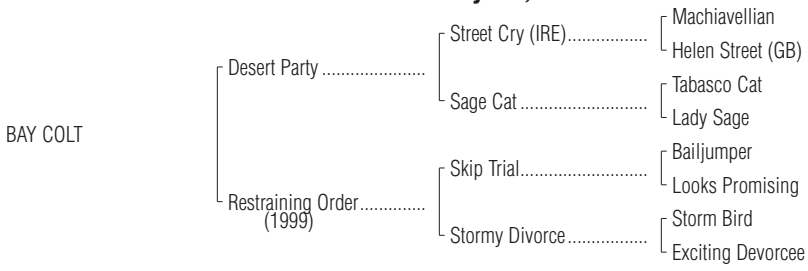 Machiavellian
Street Cry (IRE)
Helen Street (GB)
Desert Party
Tabasco Cat
Sage Cat
Lady Sage
BAY COLT
Bailjumper
Skip Trial
Looks Promising
Restraining Order
(1999)
Storm Bird
Stormy Divorce
Exciting Devorcee